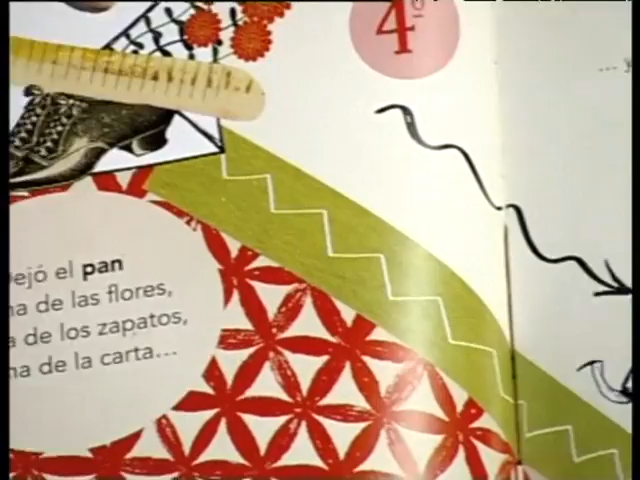 4º
... y
ejó el pan
na de las flores,
a de los zapatos,
na de la carta...